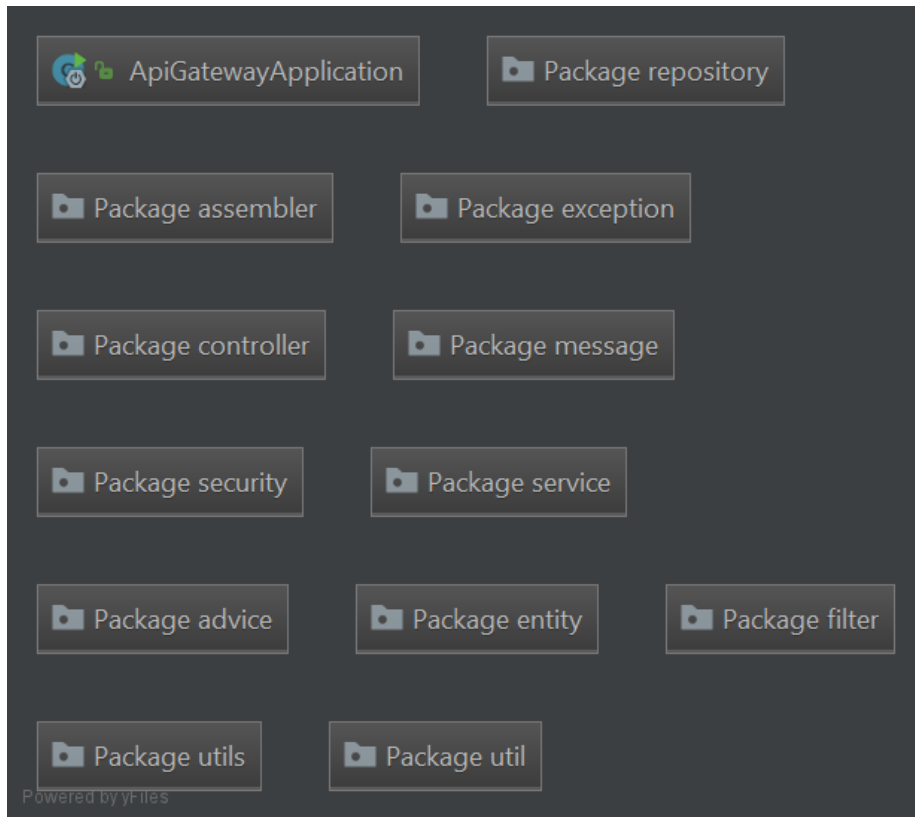 ApiGatewayApplication Package repository
Package assembler Package exception
Package controller Package message
Package security Package service
Package advice Package entity Package filter
Package utils Package util
Powered by yFiles